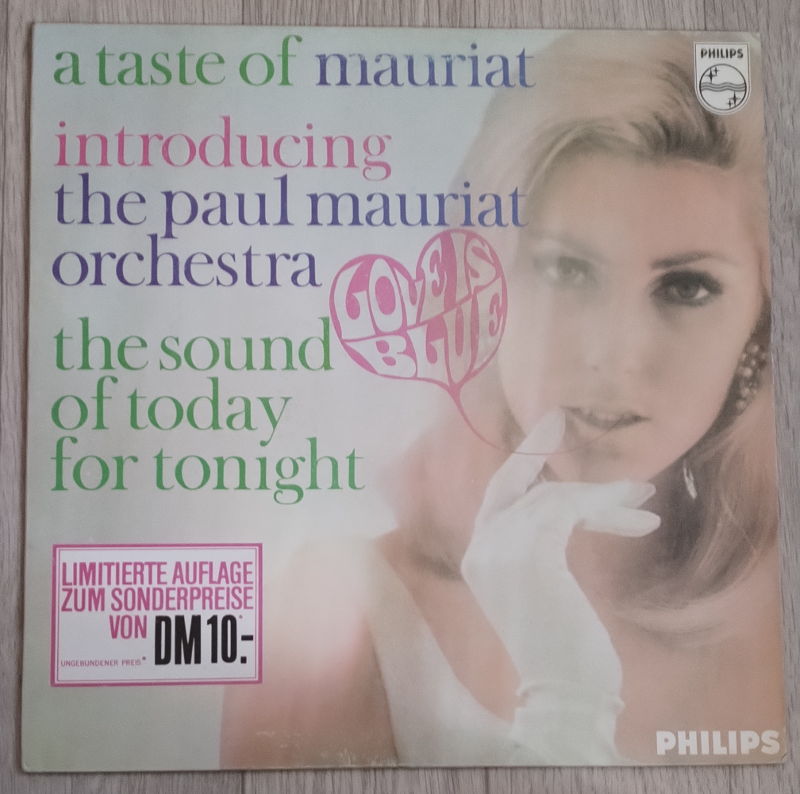 a taste of mauriat
PHILIPS
introducing
the paul mauriat
orchestra
LOVE IS
BLUE
the sound
of today
for tonight
LIMITIERTE AUFLAGE
ZUM SONDERPREISE
VON DM 10.-*
UNGEBUNDENER PREIS*
PHILIPS